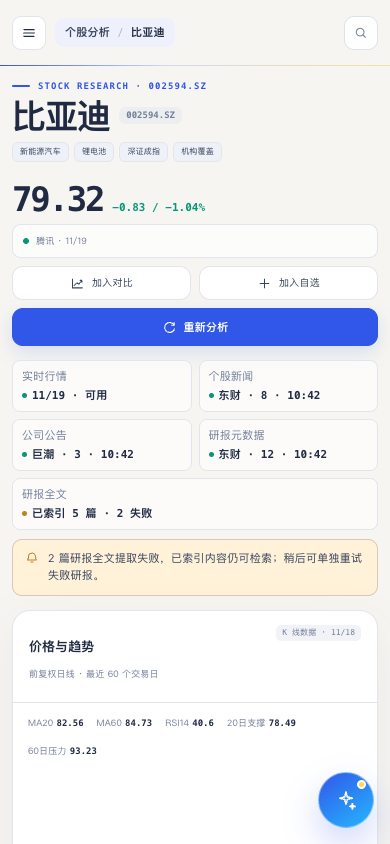 个股分析 / 比亚迪
STOCK RESEARCH · 002594.SZ
比亚迪 002594.SZ
新能源汽车 锂电池 深证成指 机构覆盖
79.32 −0.83 / −1.04%
腾讯 · 11/19
加入对比 加入自选
重新分析
实时行情 个股新闻
11/19 · 可用 东财 · 8 · 10:42
公司公告 研报元数据
巨潮 · 3 · 10:42 东财 · 12 · 10:42
研报全文
已索引 5 篇 · 2 失败
2 篇研报全文提取失败，已索引内容仍可检索；稍后可单独重试
失败研报。
K 线数据 · 11/18
价格与趋势
前复权日线 · 最近 60 个交易日
MA20 82.56 MA60 84.73 RSI14 40.6 20日支撑 78.49
60日压力 93.23